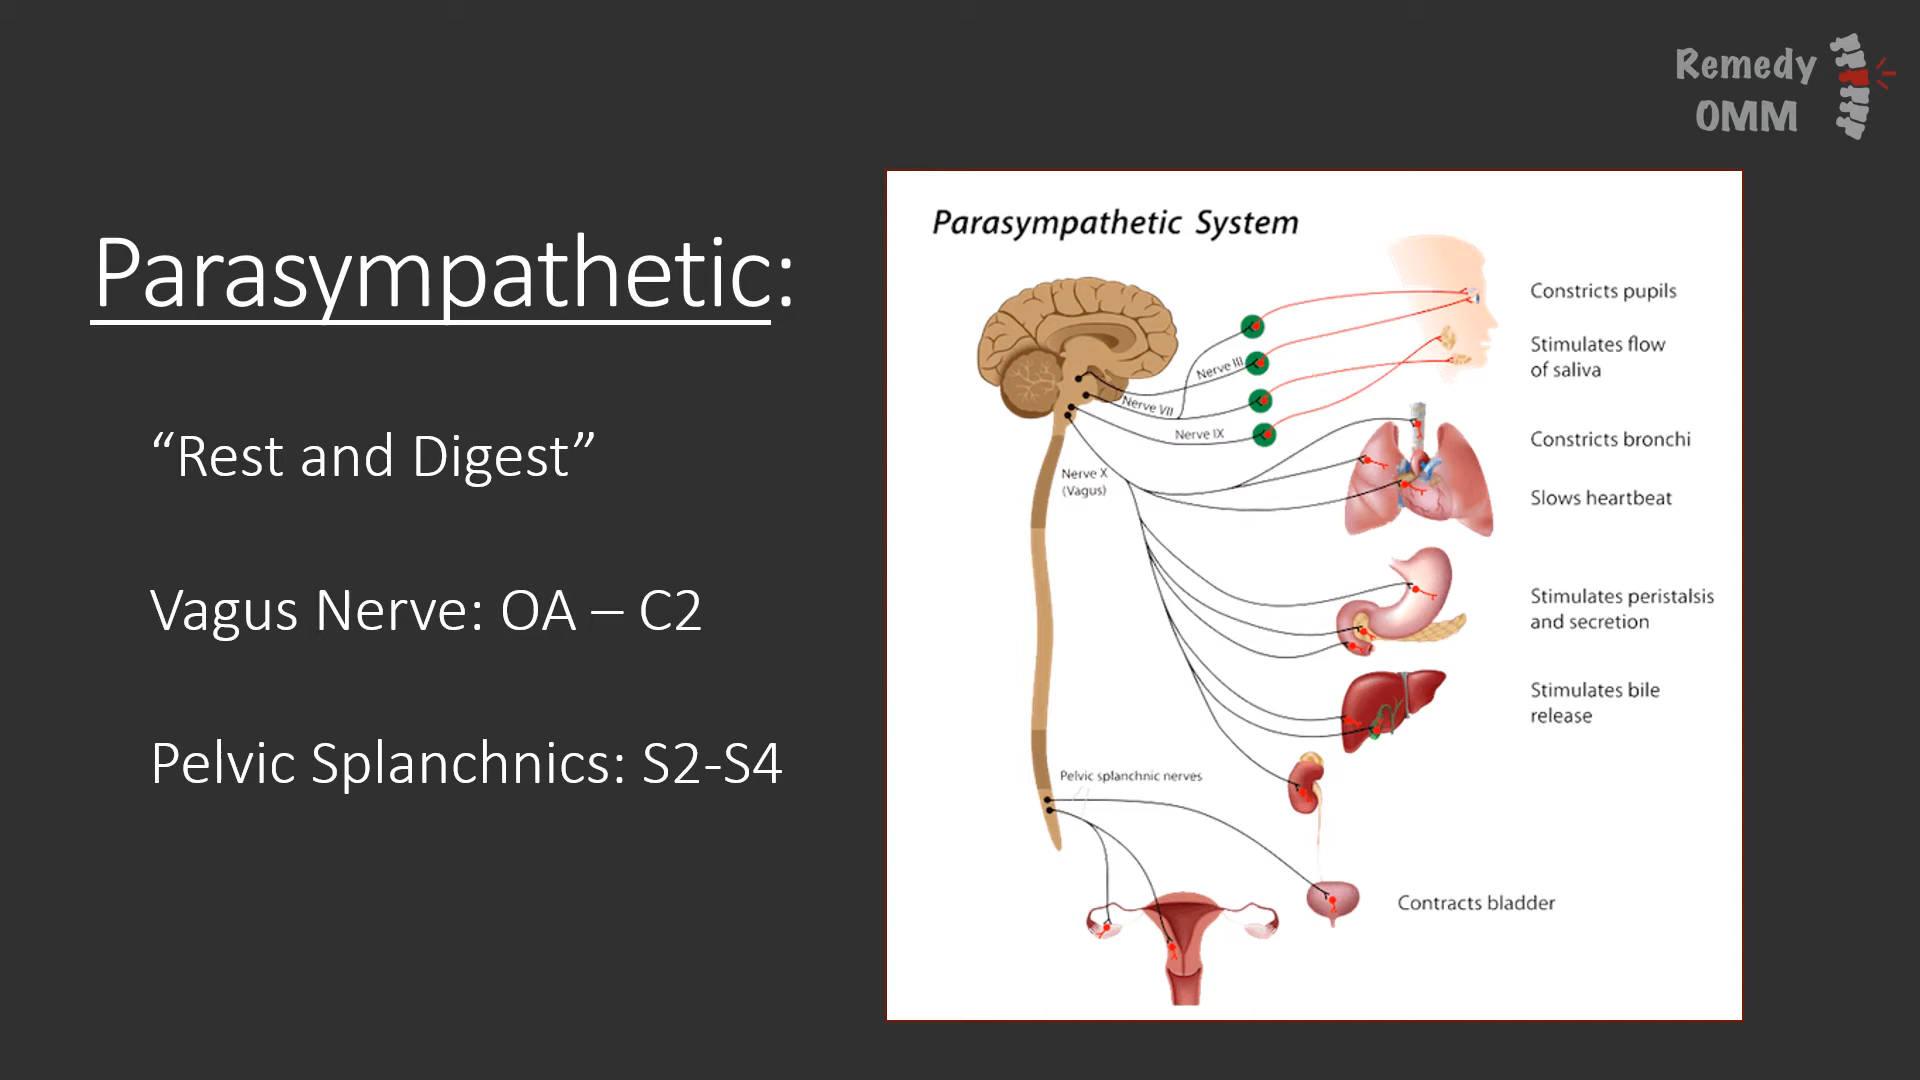 Remedy
OMM
Parasympathetic:
“Rest and Digest”
Vagus Nerve: OA – C2
Pelvic Splanchnics: S2-S4
Parasympathetic System
Constricts pupils
Stimulates flow
of saliva
Nerve III
Nerve VII
Nerve IX
Constricts bronchi
Nerve X
(Vagus)
Slows heartbeat
Stimulates peristalsis
and secretion
Stimulates bile
release
Pelvic splanchnic nerves
Contracts bladder